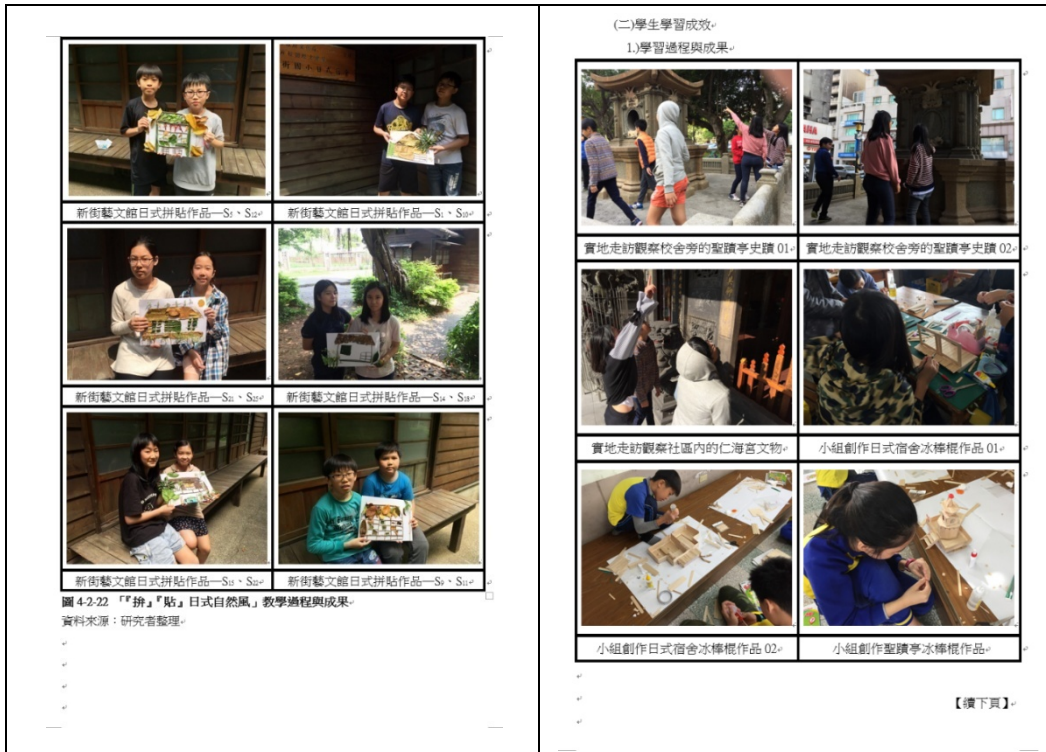 新街藝文館日式拼貼作品—S5、S12
新街藝文館日式拼貼作品—S1、S10
新街藝文館日式拼貼作品—S21、S25
新街藝文館日式拼貼作品—S14、S18
新街藝文館日式拼貼作品—S15、S22
新街藝文館日式拼貼作品—S9、S11
圖 4-2-22 「『拚』『貼』日式自然風」教學過程與成果
資料來源：研究者整理
(二)學生學習成效
1.)學習過程與成果
實地走訪觀察校舍旁的聖蹟亭史蹟 01
實地走訪觀察校舍旁的聖蹟亭史蹟 02
實地走訪觀察社區內的仁海宮文物
小組創作日式宿舍冰棒棍作品 01
小組創作日式宿舍冰棒棍作品 02
小組創作聖蹟亭冰棒棍作品
【續下頁】